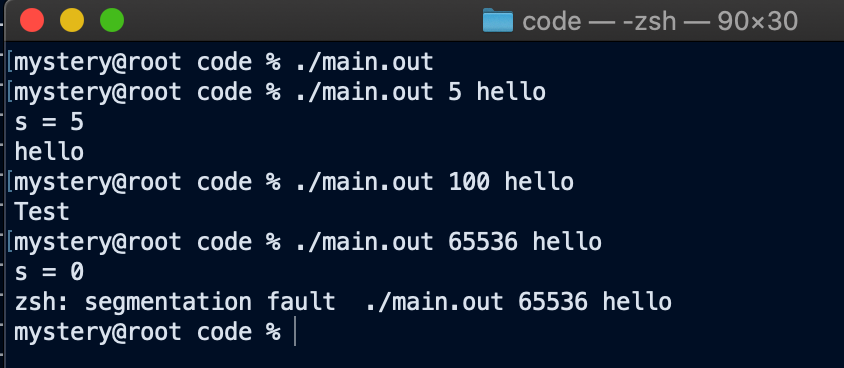 code — -zsh — 90×30
[mystery@root code % ./main.out
[mystery@root code % ./main.out 5 hello
s = 5
hello
[mystery@root code % ./main.out 100 hello
Test
[mystery@root code % ./main.out 65536 hello
s = 0
zsh: segmentation fault  ./main.out 65536 hello
mystery@root code %